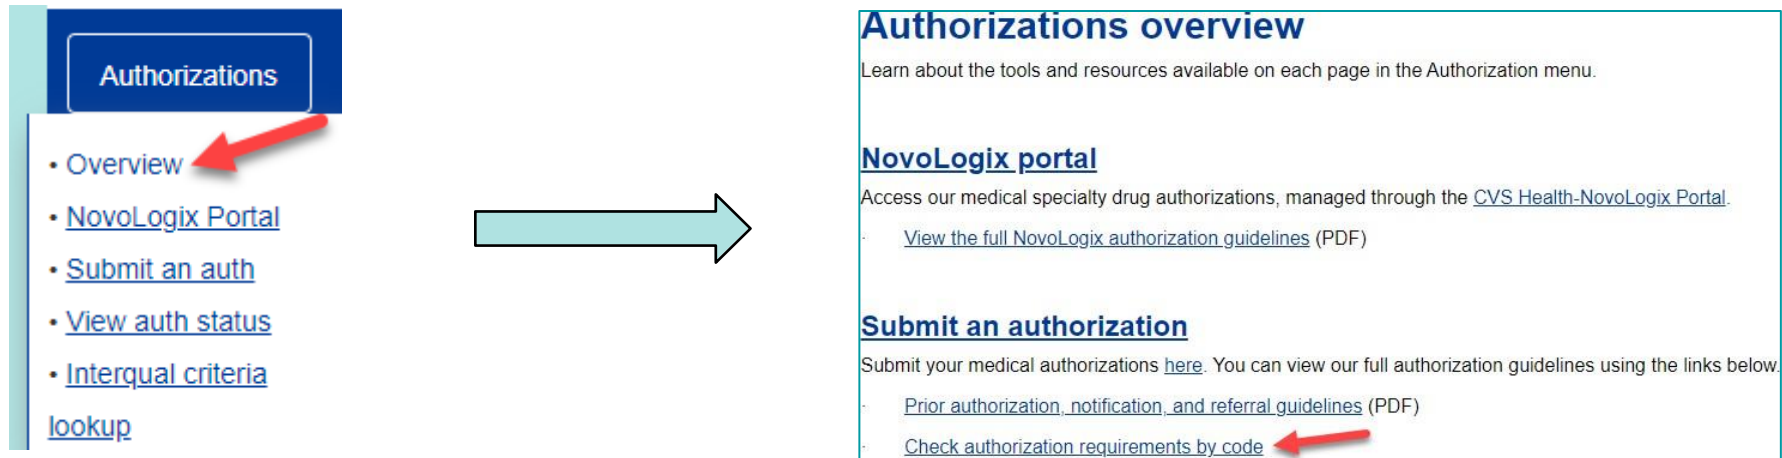 Authorizations
• Overview
• NovoLogix Portal
• Submit an auth
• View auth status
• Interqual criteria
lookup
Authorizations overview
Learn about the tools and resources available on each page in the Authorization menu.
NovoLogix portal
Access our medical specialty drug authorizations, managed through the CVS Health-NovoLogix Portal.
· View the full NovoLogix authorization guidelines (PDF)
Submit an authorization
Submit your medical authorizations here. You can view our full authorization guidelines using the links below.
· Prior authorization, notification, and referral guidelines (PDF)
· Check authorization requirements by code